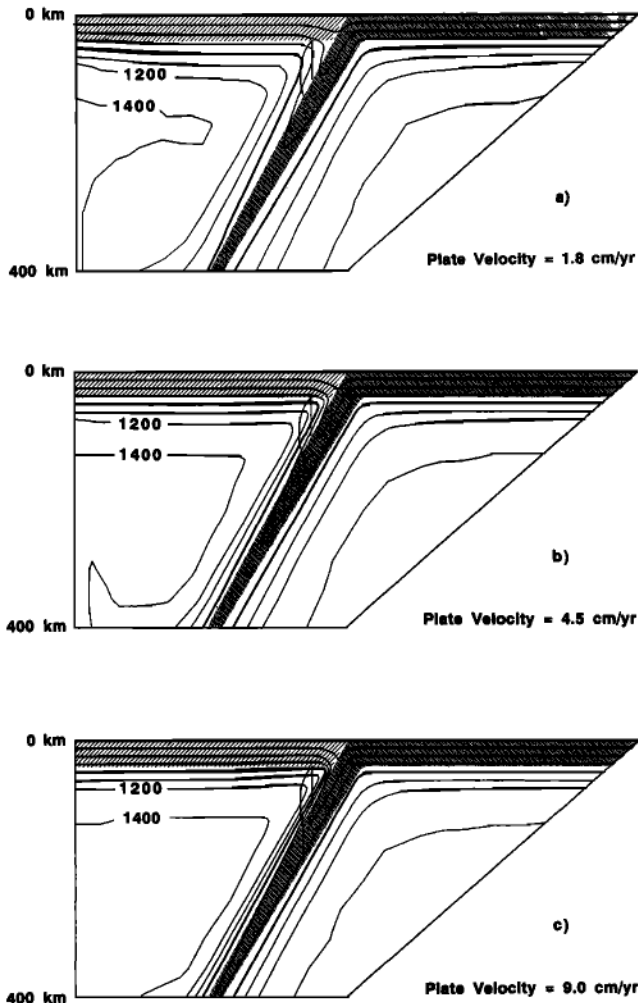 0 km
1200
1400
a)
400 km
Plate Velocity = 1.8 cm/yr
0 km
1200
1400
b)
400 km
Plate Velocity = 4.5 cm/yr
0 km
1200
1400
c)
400 km
Plate Velocity = 9.0 cm/yr